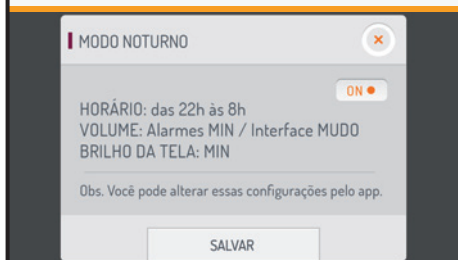 MODO NOTURNO
ON
HORÁRIO: das 22h às 8h
VOLUME: Alarmes MIN / Interface MUDO
BRILHO DA TELA: MIN
Obs. Você pode alterar essas configurações pelo app.
SALVAR